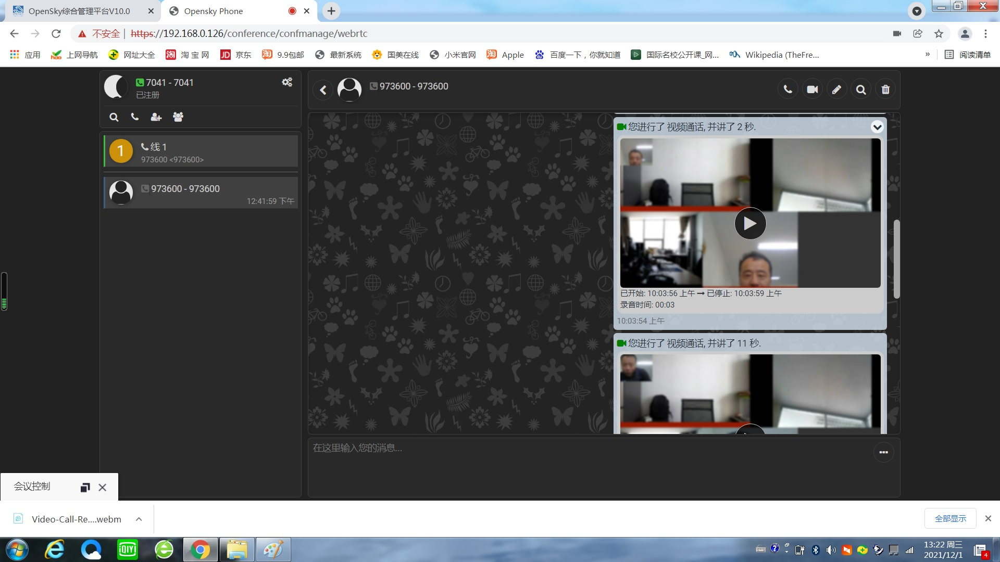 OpenSky综合管理平台V10.0
Opensky Phone
不安全 | https://192.168.0.126/conference/confmanage/webrtc
应用 上网导航 网址大全 淘 宝 网 京东 9.9包邮 最新系统 国美在线 小米官网 Apple 百度一下，你就知道 国际名校公开课_网... Wikipedia (TheFre... » 阅读清单
7041 - 7041
已注册
1
线 1
973600 <973600>
973600 - 973600
12:41:59 下午
973600 - 973600
您进行了 视频通话, 并讲了 2 秒.
已开始: 10:03:56 上午 → 已停止: 10:03:59 上午
录音时间: 00:03
10:03:54 上午
您进行了 视频通话, 并讲了 11 秒.
在这里输入您的消息...
会议控制
Video-Call-Re....webm
全部显示
iQIYI
13:22 周三
2021/12/1
4